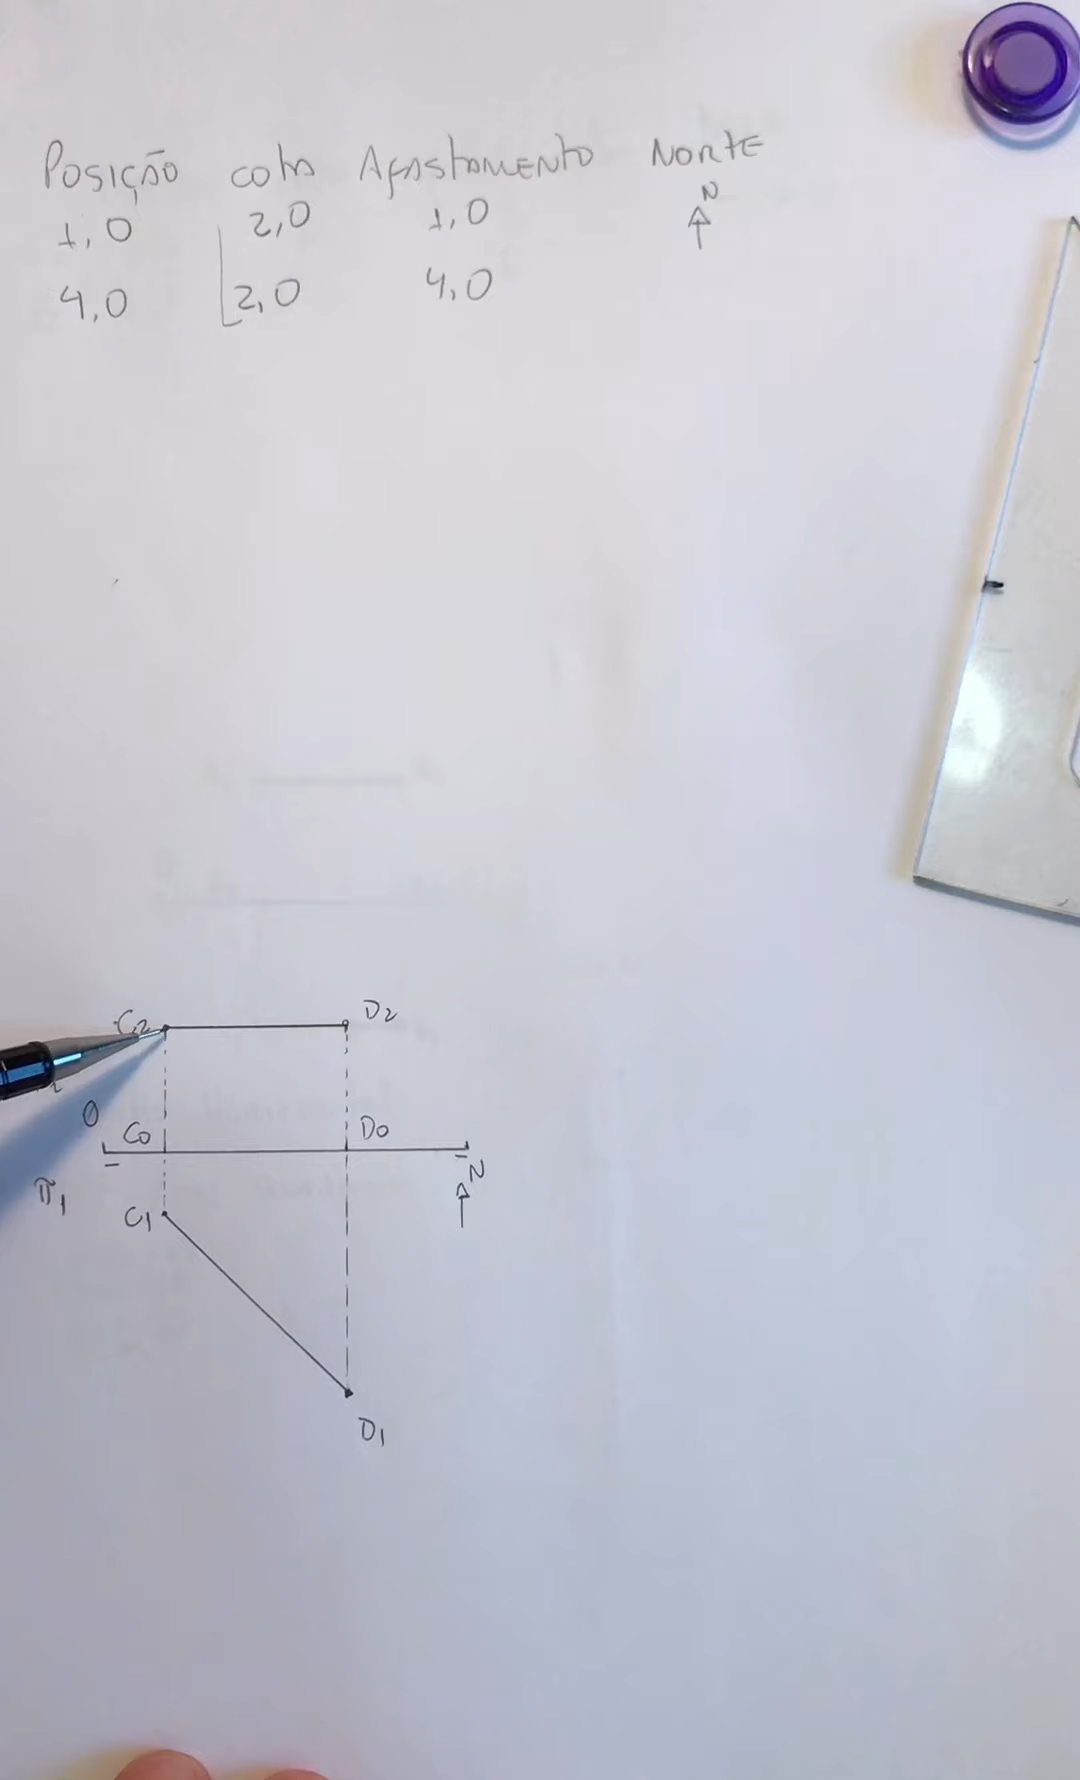 Posição cota Afastamento Norte
N
1,0 2,0 1,0
4,0 2,0 4,0
C2 D2
0 C0 D0
N
π1
C1
D1